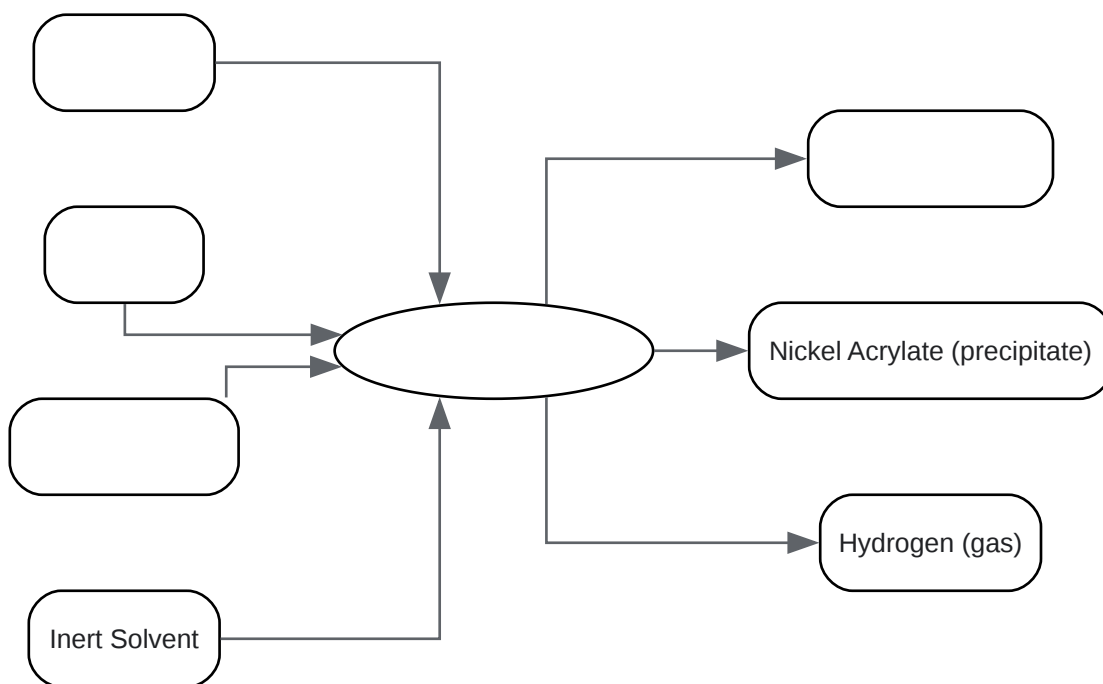 Nickel Acrylate (precipitate)
Hydrogen (gas)
Inert Solvent